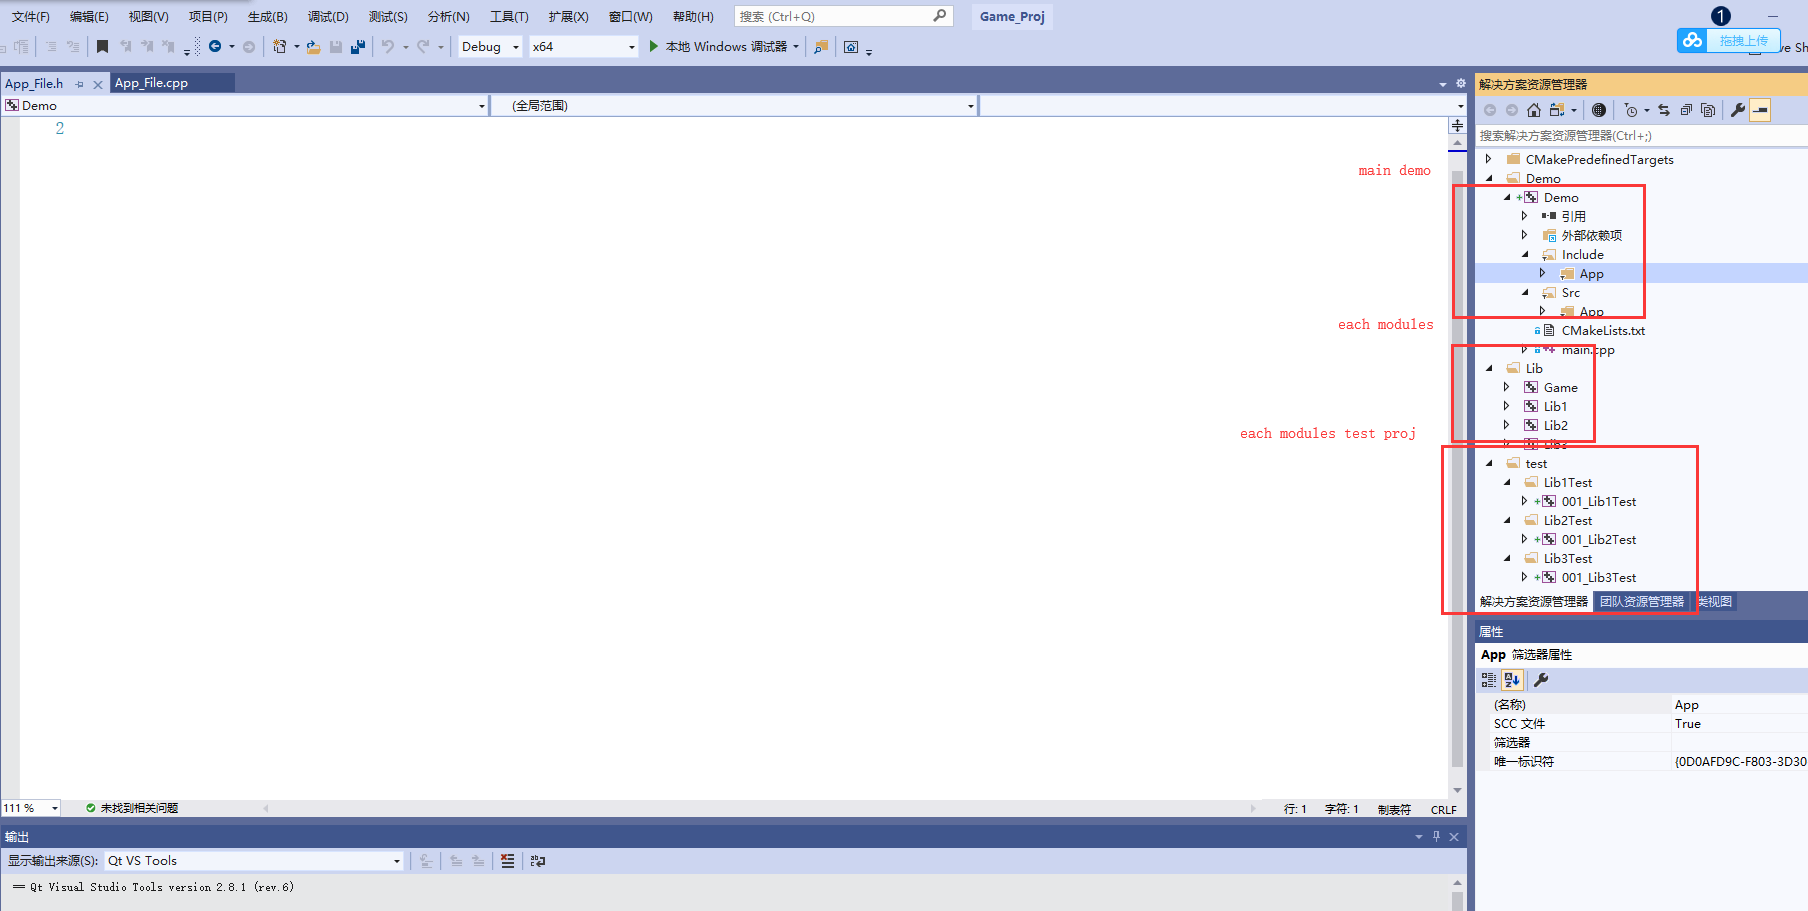 文件(F) 编辑(E) 视图(V) 项目(P) 生成(B) 调试(D) 测试(S) 分析(N) 工具(T) 扩展(X) 窗口(W) 帮助(H) 搜索 (Ctrl+Q) Game_Proj
1
拖拽上传
Debug x64 本地 Windows 调试器 ve Sh
App_File.h App_File.cpp
Demo (全局范围)
2
main demo
each modules
each modules test proj
解决方案资源管理器
搜索解决方案资源管理器(Ctrl+;)
CMakePredefinedTargets
Demo
Demo
引用
外部依赖项
Include
App
Src
App
CMakeLists.txt
main.cpp
Lib
Game
Lib1
Lib2
test
Lib1Test
001_Lib1Test
Lib2Test
001_Lib2Test
Lib3Test
001_Lib3Test
解决方案资源管理器 团队资源管理器 类视图
属性
App 筛选器属性
(名称) App
SCC 文件 True
筛选器
唯一标识符 {0D0AFD9C-F803-3D30
111 % 未找到相关问题 行: 1 字符: 1 制表符 CRLF
输出
显示输出来源(S): Qt VS Tools
== Qt Visual Studio Tools version 2.8.1 (rev.6)